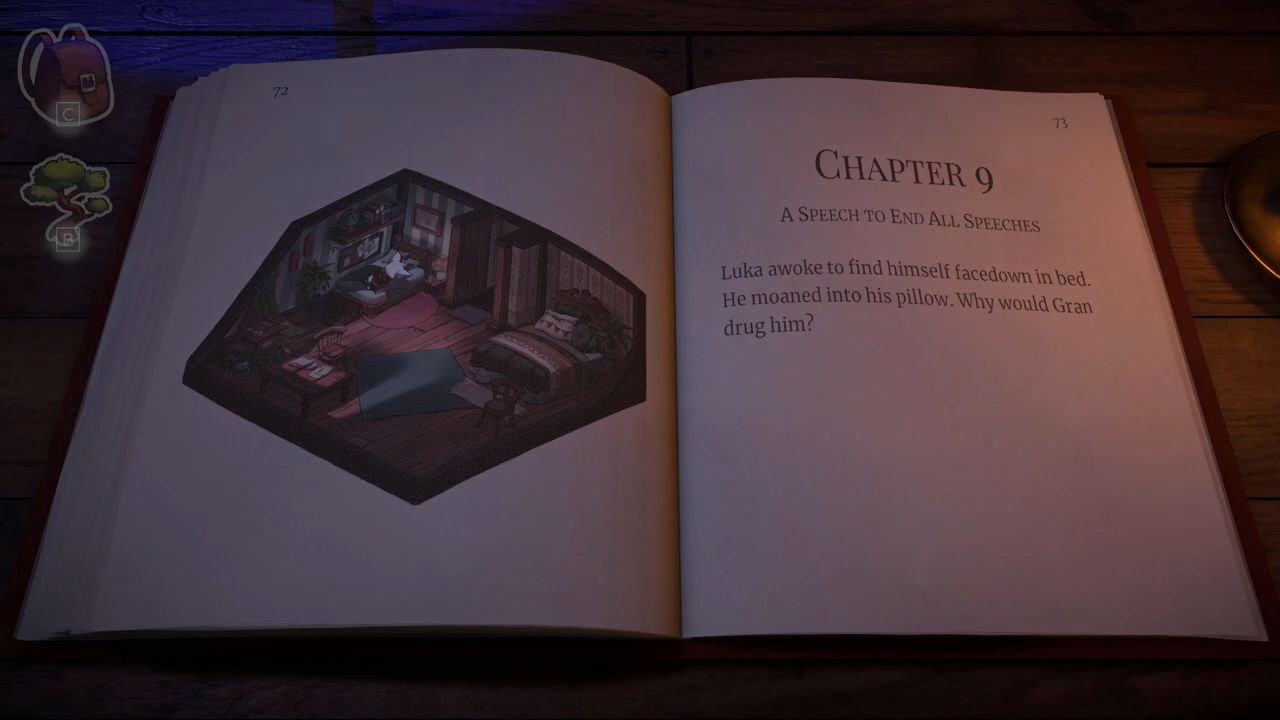 C
B
72
73
Chapter 9
A Speech to End All Speeches
Luka awoke to find himself facedown in bed.
He moaned into his pillow. Why would Gran
drug him?